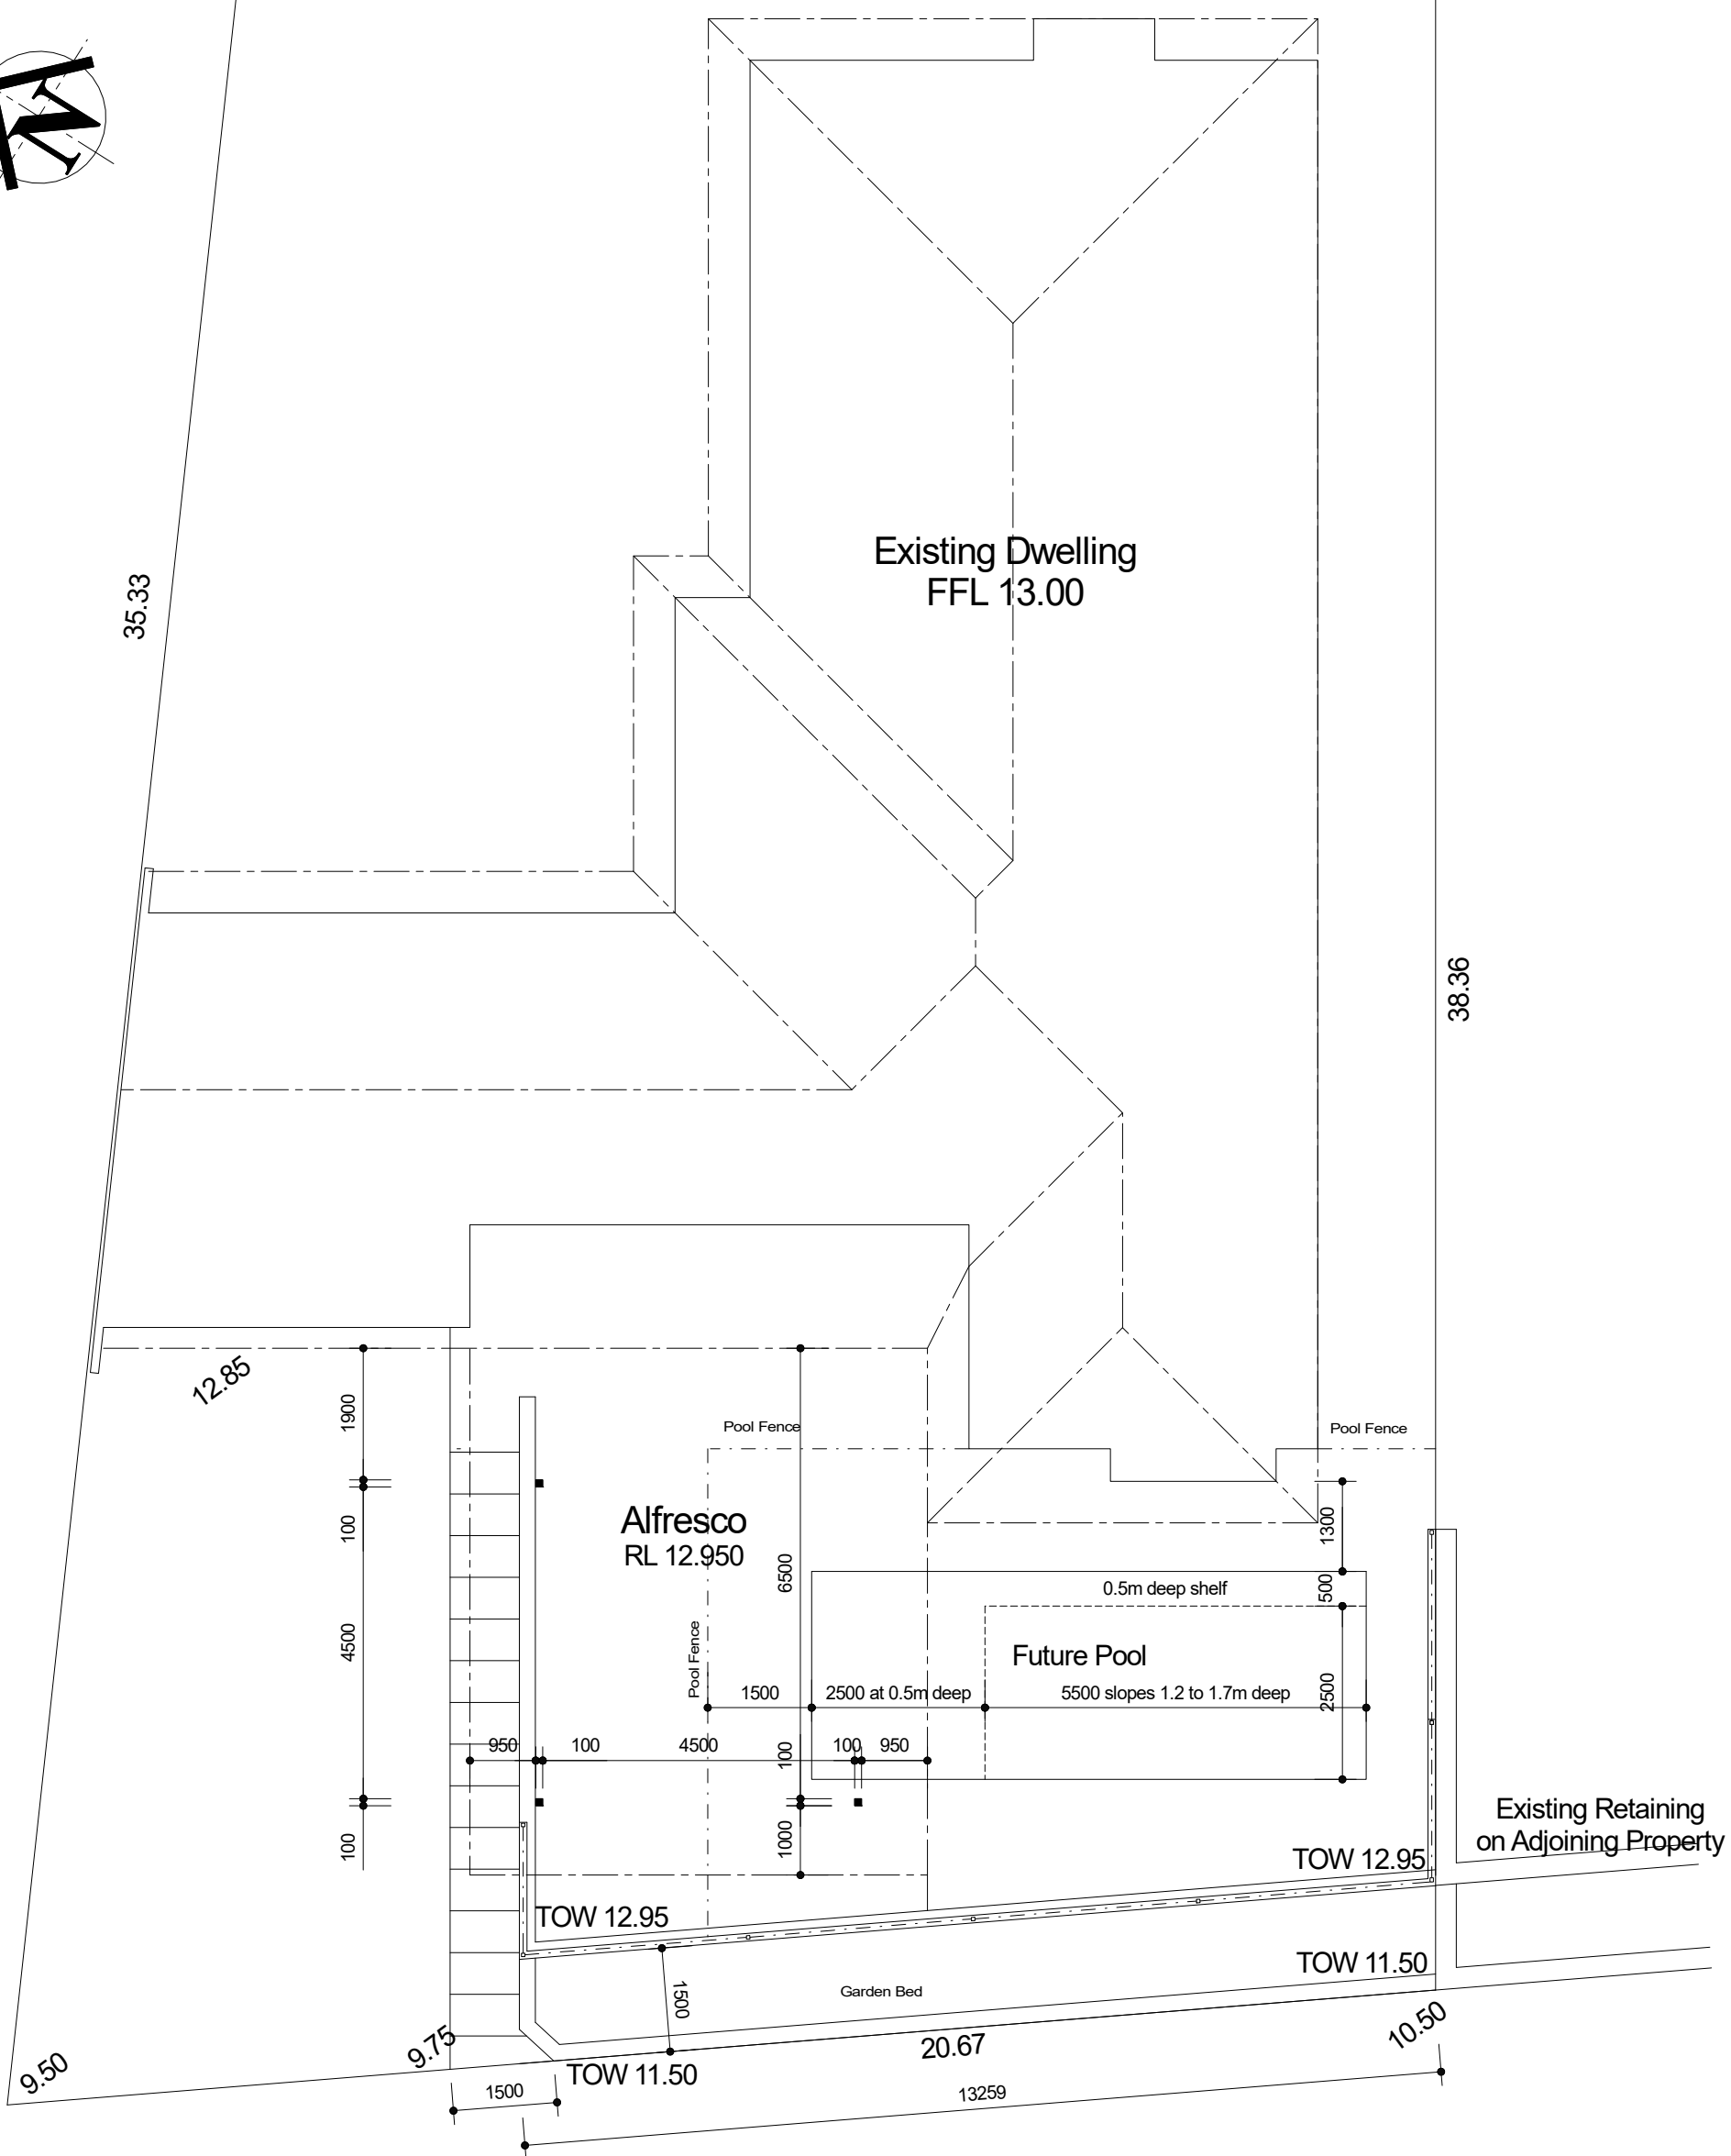 N
Existing Dwelling
FFL 13.00
35.33
38.36
12.85
1900
100
4500
100
Pool Fence
Pool Fence
Alfresco
RL 12.950
6500
1300
500
0.5m deep shelf
Pool Fence
Future Pool
2500
1500
2500 at 0.5m deep
5500 slopes 1.2 to 1.7m deep
950
100
4500
100
950
100
1000
Existing Retaining
on Adjoining Property
TOW 12.95
TOW 12.95
TOW 11.50
1500
Garden Bed
10.50
20.67
9.75
9.50
TOW 11.50
1500
13259